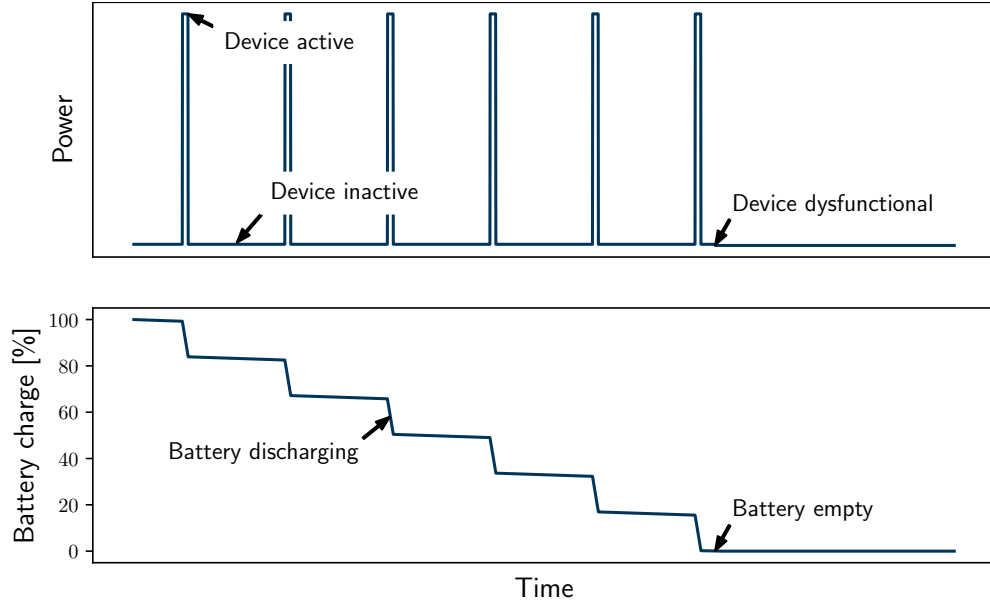 Device active
Power
Device inactive
Device dysfunctional
Battery charge [%]
100
80
60
40
20
0
Battery discharging
Battery empty
Time